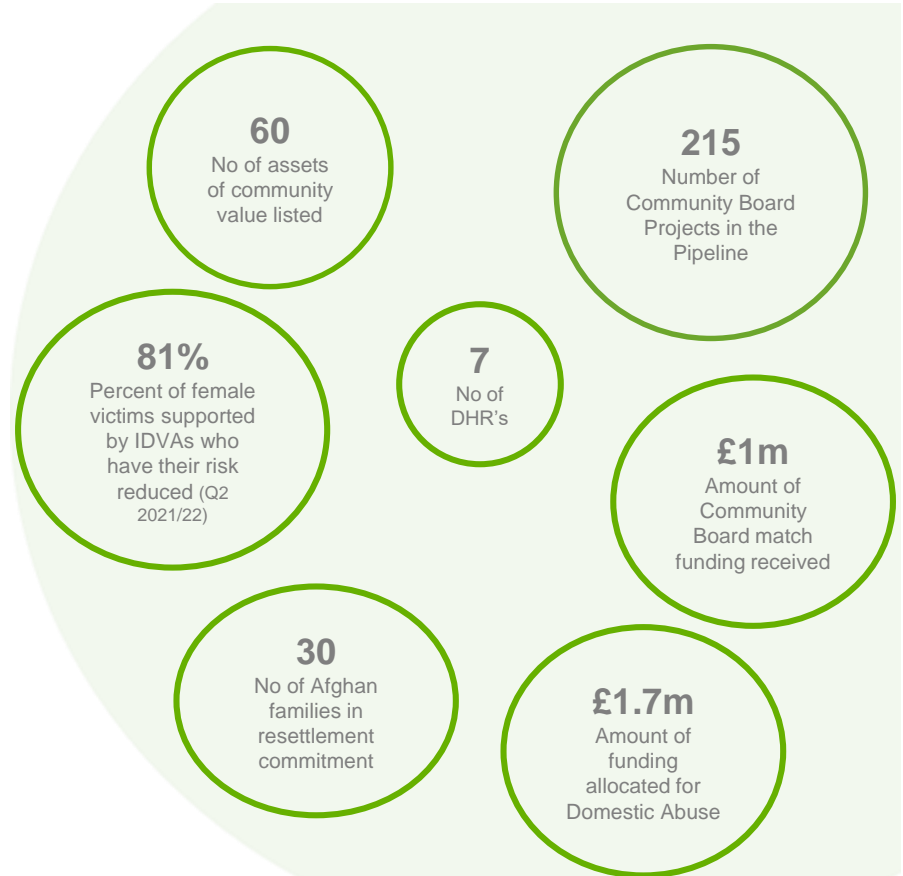 60
No of assets
of community
value listed
215
Number of
Community Board
Projects in the
Pipeline
81%
Percent of female
victims supported
by IDVAs who
have their risk
reduced (Q2
2021/22)
7
No of
DHR's
£1m
Amount of
Community
Board match
funding received
30
No of Afghan
families in
resettlement
commitment
£1.7m
Amount of
funding
allocated for
Domestic Abuse